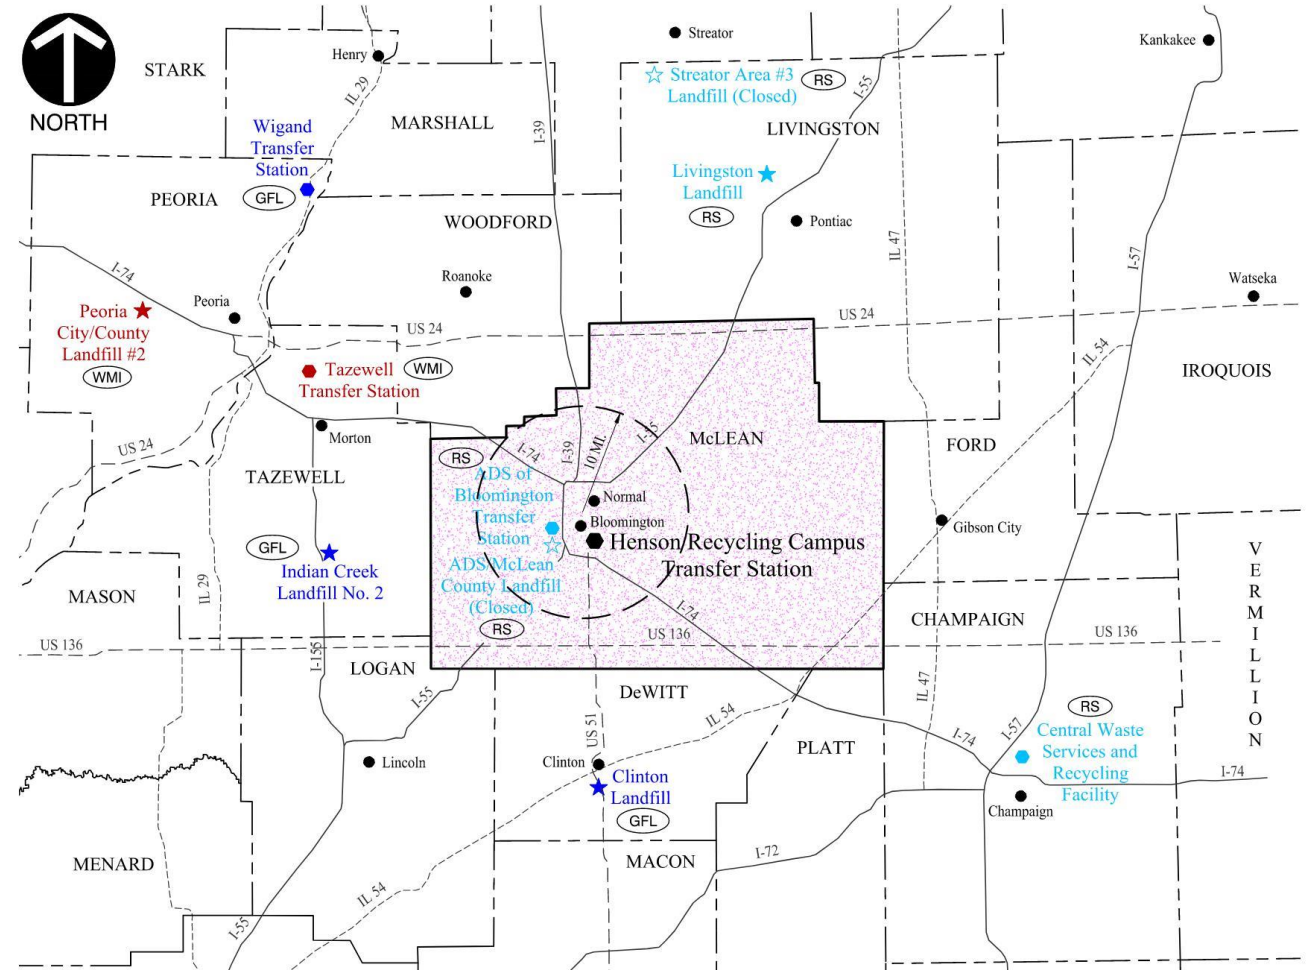 NORTH
STARK
Henry
IL 29
MARSHALL
I-39
Streator
Streator Area #3
Landfill (Closed)
RS
I-55
LIVINGSTON
Kankakee
Wigand
Transfer
Station
GFL
PEORIA
WOODFORD
Livingston
Landfill
RS
Pontiac
IL 47
I-57
I-74
Roanoke
Watseka
Peoria
Peoria
City/County
Landfill #2
WMI
US 24
US 24
Tazewell
Transfer Station
WMI
IL 54
IROQUOIS
US 24
Morton
TAZEWELL
RS
I-74
I-39
10 MI.
I-55
McLEAN
FORD
ADS of
Bloomington
Transfer
Station
Normal
Bloomington
Henson/Recycling Campus
Transfer Station
Gibson City
ADS/McLean
County Landfill
(Closed)
RS
GFL
Indian Creek
Landfill No. 2
IL 29
MASON
I-74
CHAMPAIGN
VERMILLION
US 136
US 136
US 136
I-155
LOGAN
I-55
DeWITT
US 51
IL 54
PLATT
IL 47
I-74
I-57
RS
Central Waste
Services and
Recycling
Facility
I-74
Champaign
Lincoln
Clinton
Clinton
Landfill
GFL
MENARD
MACON
I-72
IL 54
I-55